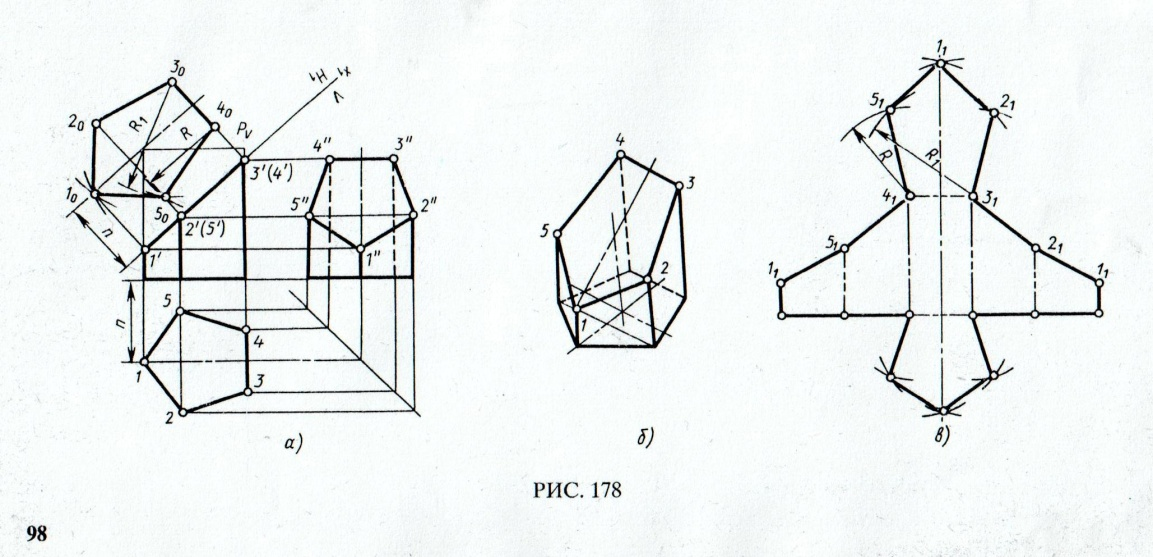 3₀
2₀
4₀
R₁
R
P_V
H₁
x₁
V
1₀
5₀
n
1'
2'(5')
3'(4')
4"
3"
5"
2"
1"
n
5
4
1
3
2
а)
4
3
5
2
1
б)
1₁
5₁
2₁
R
R₁
4₁
3₁
5₁
2₁
1₁
1₁
в)
РИС. 178
98